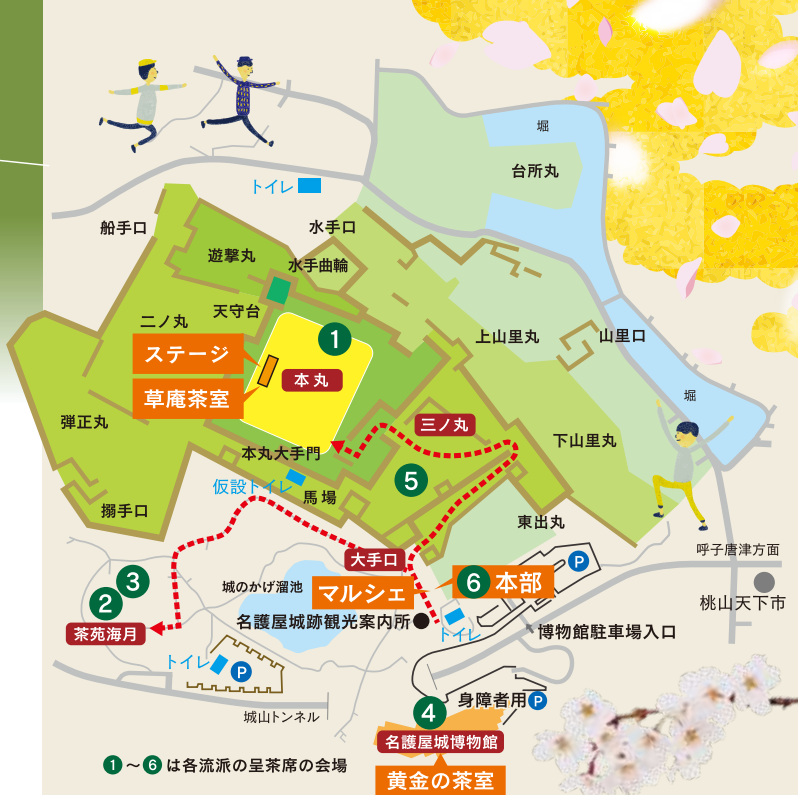 堀
台所丸
トイレ
船手口
水手口
遊撃丸
水手曲輪
天守台
二ノ丸
1
上山里丸
山里口
ステージ
本丸
草庵茶室
堀
弾正丸
三ノ丸
下山里丸
本丸大手門
5
仮設トイレ
馬場
搦手口
東出丸
呼子唐津方面
大手口
P
3
城のかげ溜池
マルシェ
6 本部
桃山天下市
2
名護屋城跡観光案内所
茶苑海月
トイレ
博物館駐車場入口
トイレ
P
身障者用P
城山トンネル
4
名護屋城博物館
1〜6は各流派の呈茶席の会場
黄金の茶室